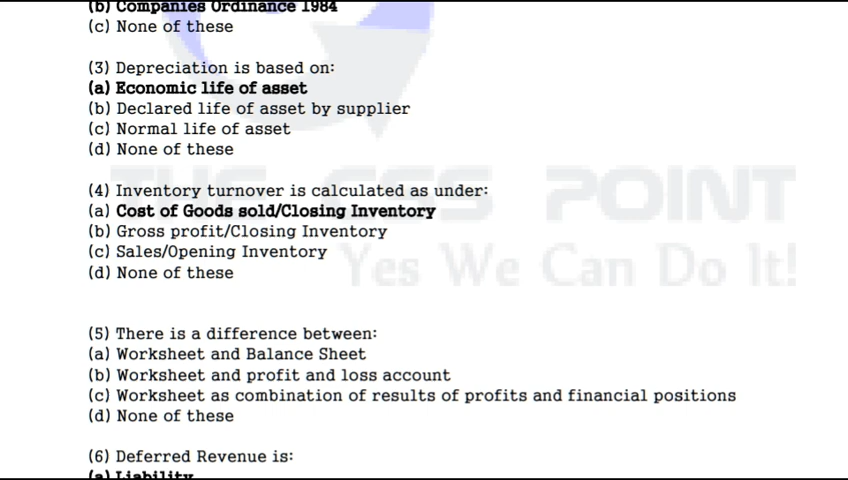 (b) Companies Ordinance 1984
(c) None of these
(3) Depreciation is based on:
(a) Economic life of asset
(b) Declared life of asset by supplier
(c) Normal life of asset
(d) None of these
(4) Inventory turnover is calculated as under:
(a) Cost of Goods sold/Closing Inventory
(b) Gross profit/Closing Inventory
(c) Sales/Opening Inventory
(d) None of these
THE CSS POINT
Yes We Can Do It!
(5) There is a difference between:
(a) Worksheet and Balance Sheet
(b) Worksheet and profit and loss account
(c) Worksheet as combination of results of profits and financial positions
(d) None of these
(6) Deferred Revenue is:
(a) Liability